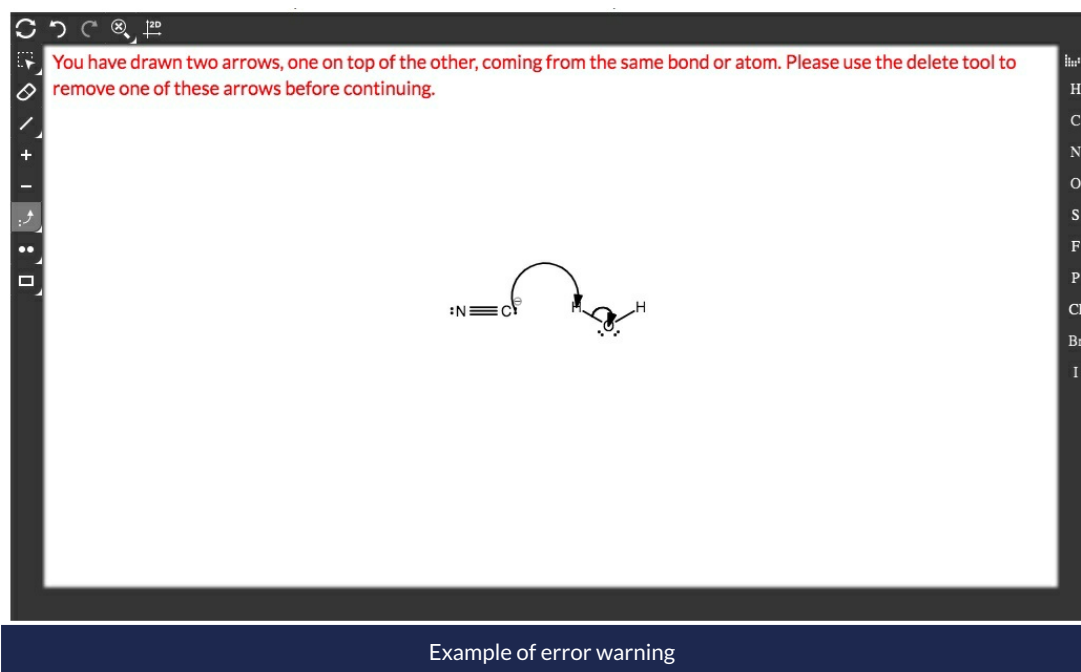 2D
You have drawn two arrows, one on top of the other, coming from the same bond or atom. Please use the delete tool to
remove one of these arrows before continuing.
H
C
N
O
S
F
P
Cl
Br
I
:N≡C:⊖
H
O
H
Example of error warning